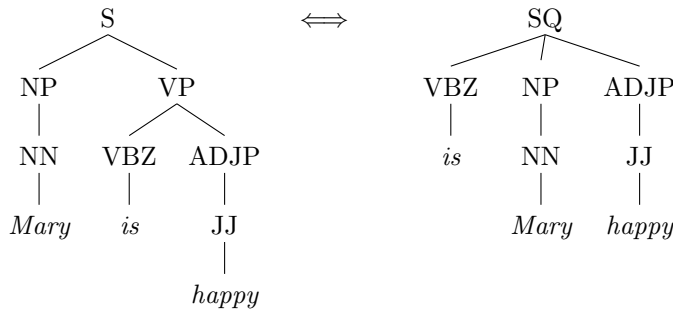 S ⟺ SQ
NP VP VBZ NP ADJP
NN VBZ ADJP is NN JJ
Mary is JJ Mary happy
happy